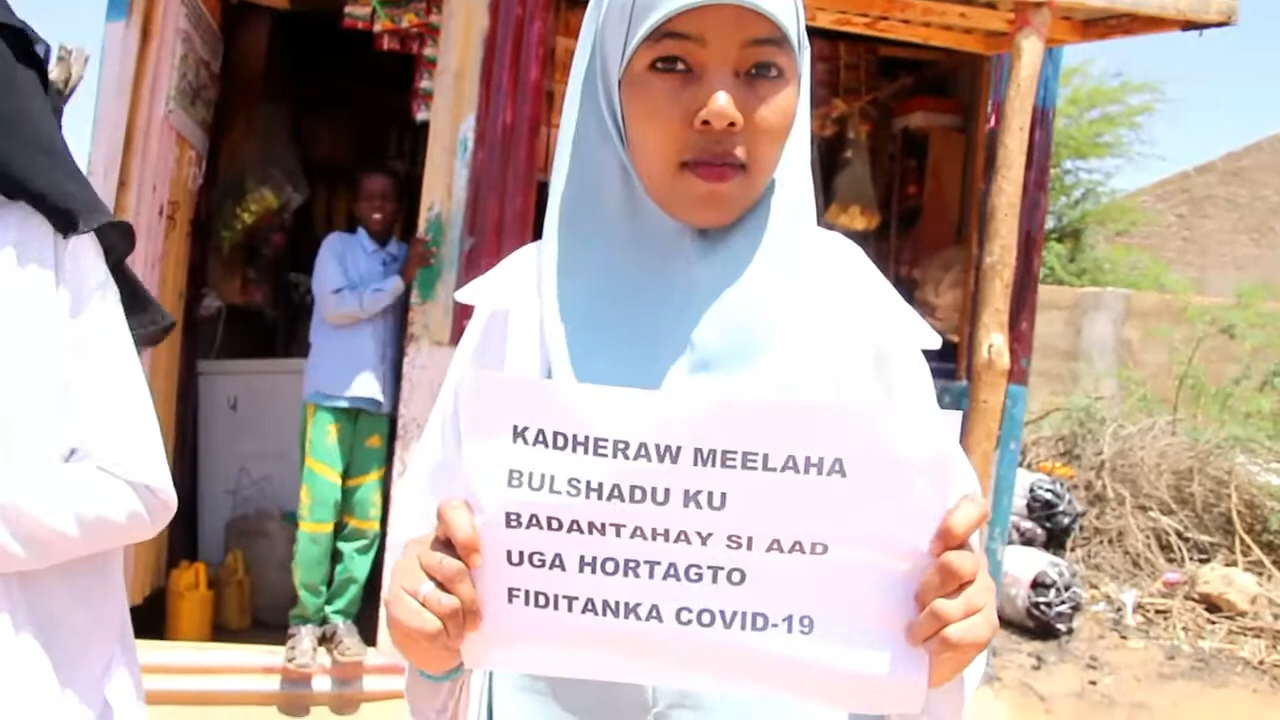 KADHERAW MEELAHA
BULSHADU KU
BADANTAHAY SI AAD
UGA HORTAGTO
FIDITANKA COVID-19